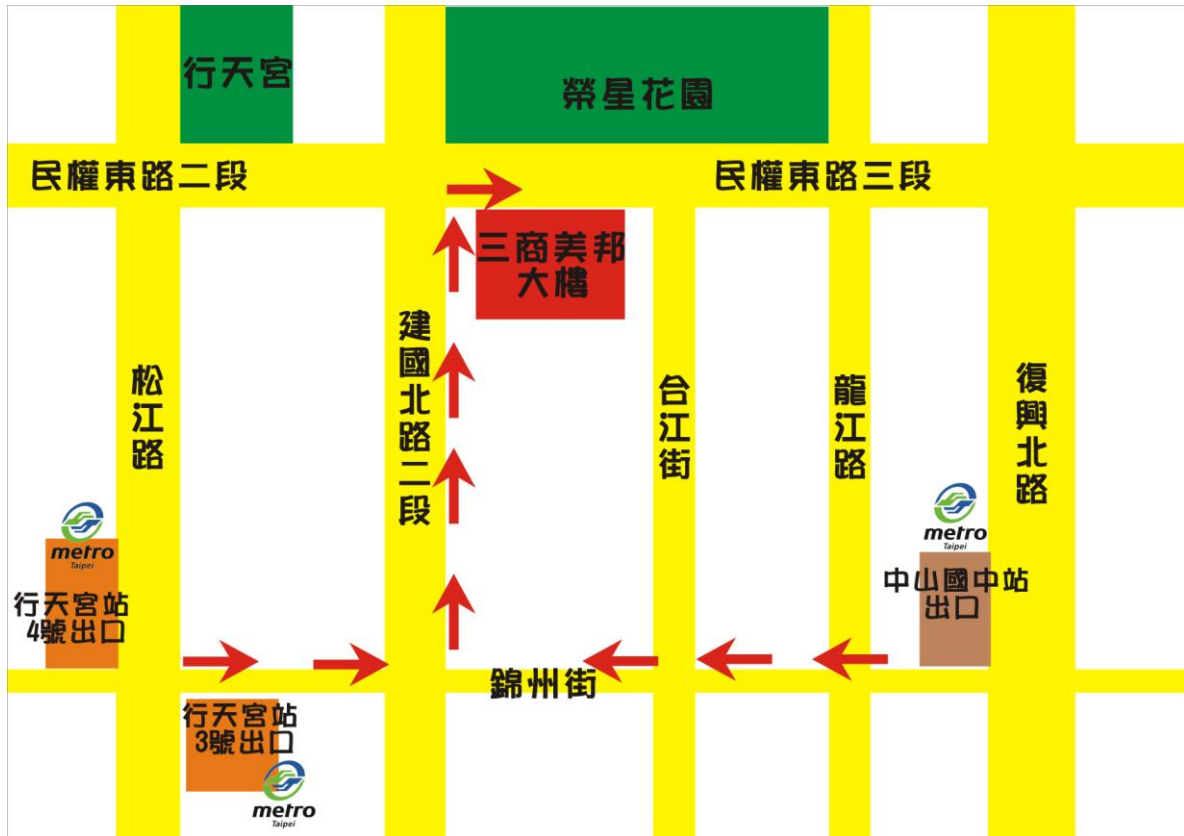 行天宮
榮星花園
民權東路二段
民權東路三段
三商美邦
大樓
建國北路二段
松江路
合江街
龍江路
復興北路
metro
Taipei
行天宮站
4號出口
metro
Taipei
中山國中站
出口
錦州街
行天宮站
3號出口
metro
Taipei